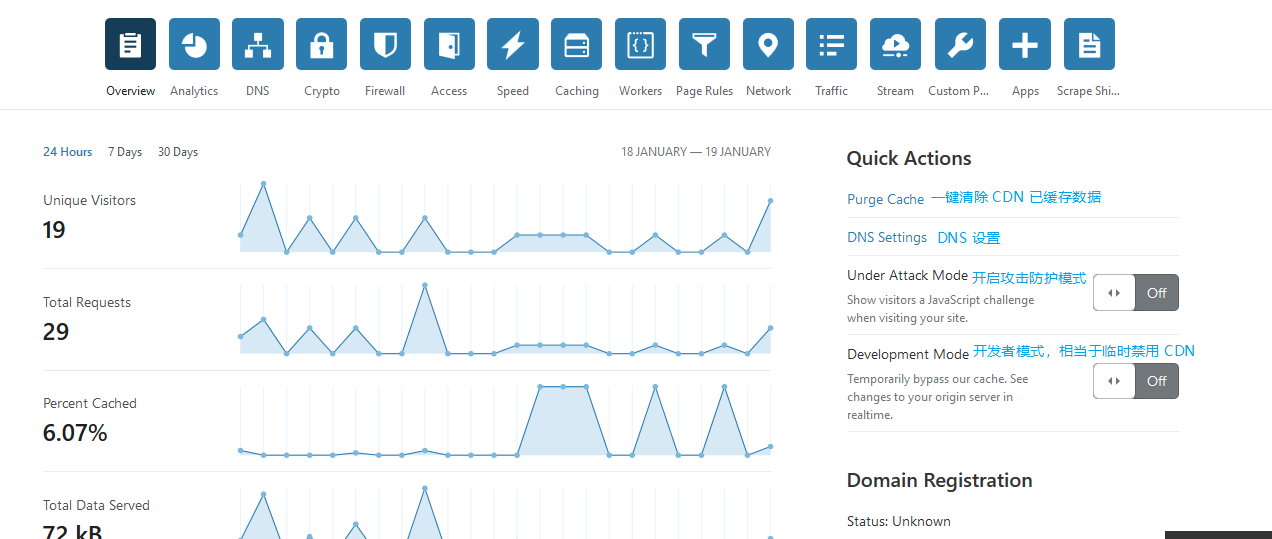 Overview Analytics DNS Crypto Firewall Access Speed Caching Workers Page Rules Network Traffic Stream Custom P... Apps Scrape Shi...
24 Hours 7 Days 30 Days 18 JANUARY — 19 JANUARY
Unique Visitors
19
Total Requests
29
Percent Cached
6.07%
Total Data Served
72 kB
Quick Actions
Purge Cache 一键清除 CDN 已缓存数据
DNS Settings DNS 设置
Under Attack Mode 开启攻击防护模式
Show visitors a JavaScript challenge
when visiting your site.
Off
Development Mode 开发者模式，相当于临时禁用 CDN
Temporarily bypass our cache. See
changes to your origin server in
realtime.
Off
Domain Registration
Status: Unknown